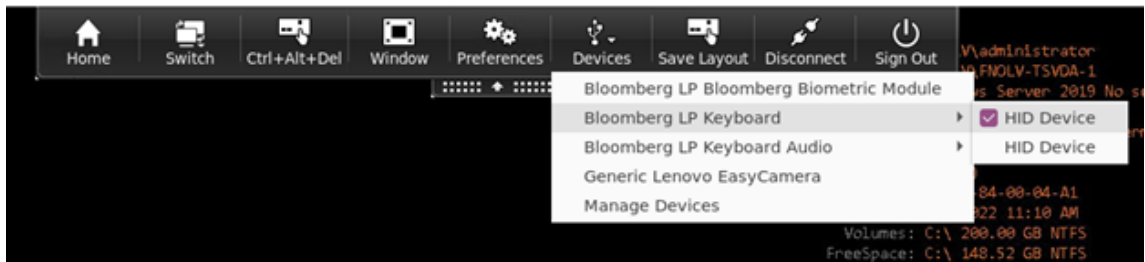 Home Switch Ctrl+Alt+Del Window Preferences Devices Save Layout Disconnect Sign Out
V\administrator
FNOLV-TSVDA-1
Server 2019 No
Bloomberg LP Bloomberg Biometric Module
Bloomberg LP Keyboard
HID Device
Bloomberg LP Keyboard Audio
HID Device
Generic Lenovo EasyCamera
Manage Devices
-84-00-04-A1
022 11:10 AM
Volumes: C:\ 200.00 GB NTFS
FreeSpace: C:\ 148.52 GB NTFS